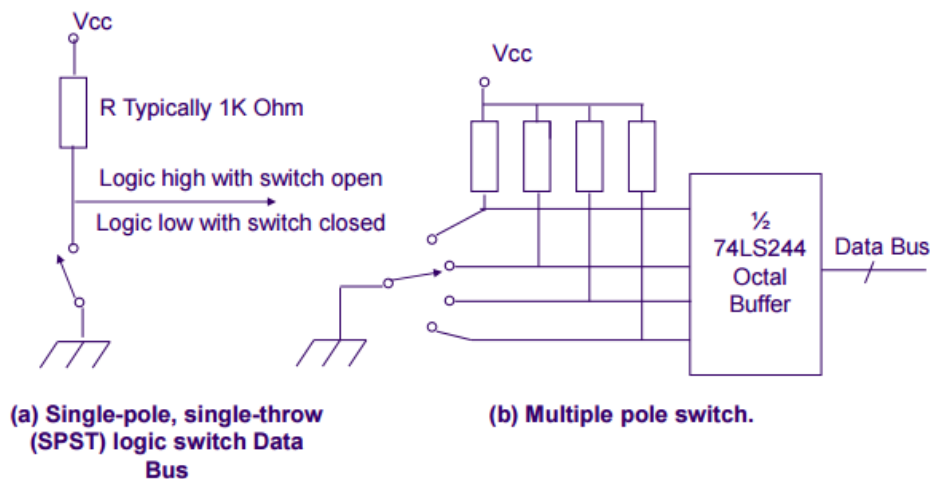 Vcc
R Typically 1K Ohm
Logic high with switch open
Logic low with switch closed
(a) Single-pole, single-throw
(SPST) logic switch Data
Bus
Vcc
½
74LS244
Octal
Buffer
Data Bus
(b) Multiple pole switch.